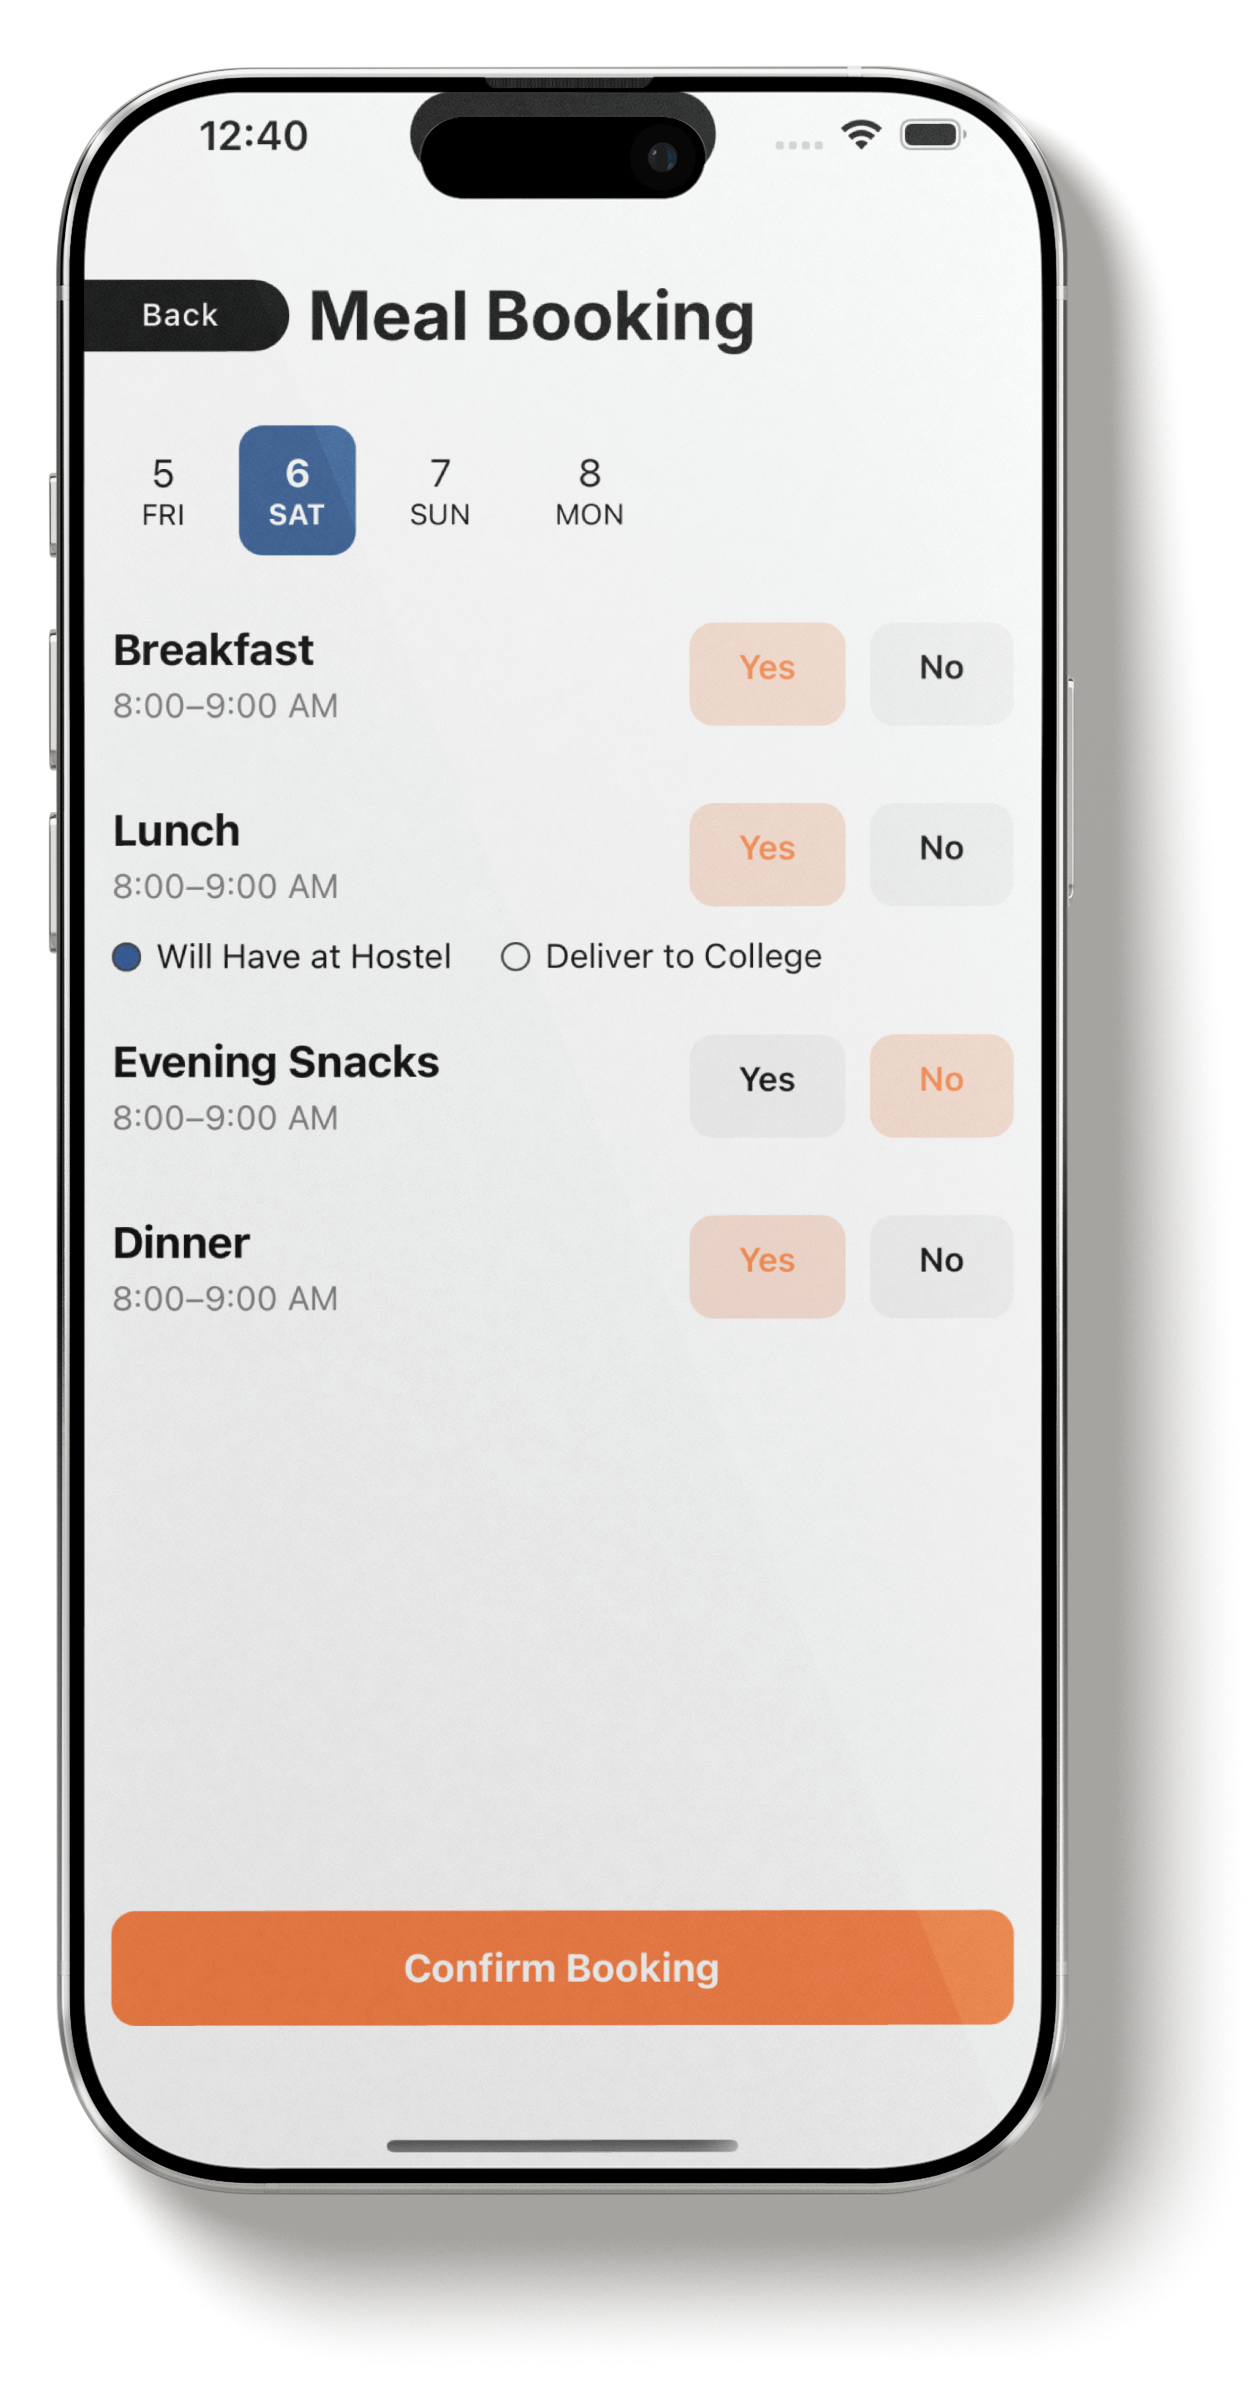 12:40
Back
Meal Booking
5 6 7 8
FRI SAT SUN MON
Breakfast
8:00–9:00 AM
Yes No
Lunch
8:00–9:00 AM
Yes No
Will Have at Hostel Deliver to College
Evening Snacks
8:00–9:00 AM
Yes No
Dinner
8:00–9:00 AM
Yes No
Confirm Booking